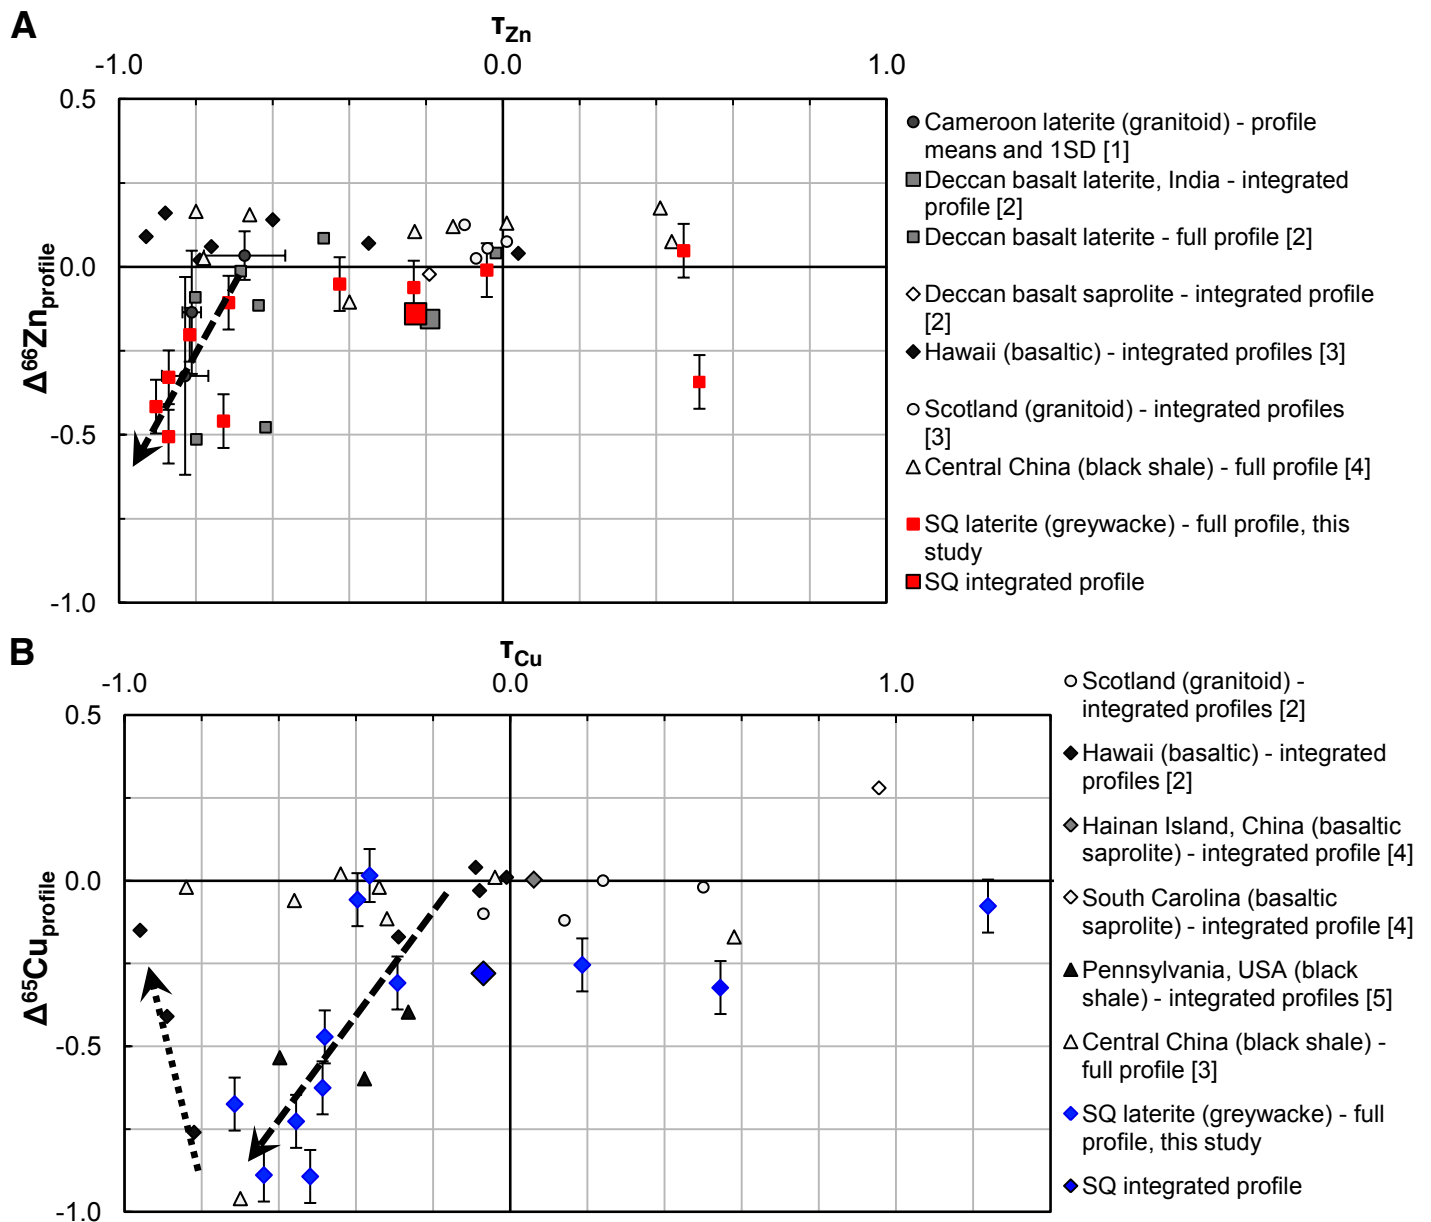 A
τZn
-1.0 0.0 1.0
0.5
0.0
-0.5
-1.0
Δ66Znprofile
Cameroon laterite (granitoid) - profile
means and 1SD [1]
Deccan basalt laterite, India - integrated
profile [2]
Deccan basalt laterite - full profile [2]
Deccan basalt saprolite - integrated profile
[2]
Hawaii (basaltic) - integrated profiles [3]
Scotland (granitoid) - integrated profiles
[3]
Central China (black shale) - full profile [4]
SQ laterite (greywacke) - full profile, this
study
SQ integrated profile
B
τCu
-1.0 0.0 1.0
0.5
0.0
-0.5
-1.0
Δ65Cuprofile
Scotland (granitoid) -
integrated profiles [2]
Hawaii (basaltic) - integrated
profiles [2]
Hainan Island, China (basaltic
saprolite) - integrated profile [4]
South Carolina (basaltic
saprolite) - integrated profile [4]
Pennsylvania, USA (black
shale) - integrated profiles [5]
Central China (black shale) -
full profile [3]
SQ laterite (greywacke) - full
profile, this study
SQ integrated profile